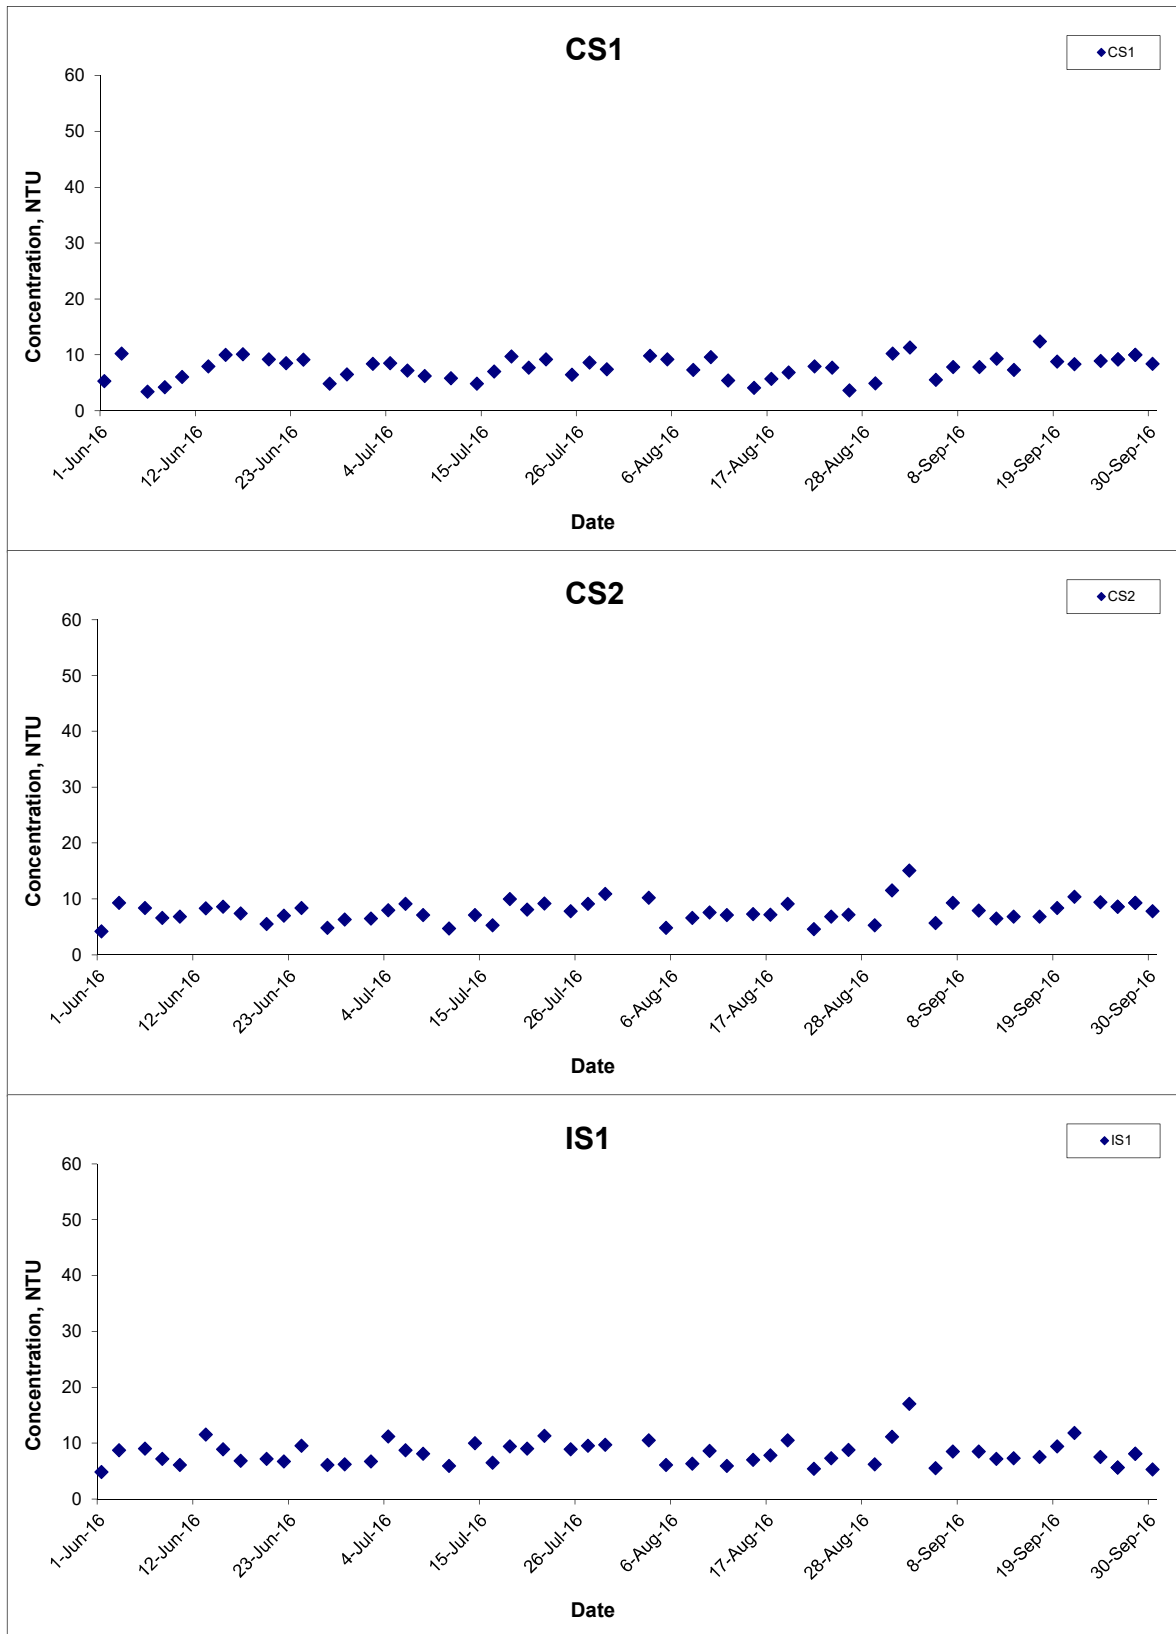 CS1
CS1
60
50
40
30
20
10
0
Concentration, NTU
1-Jun-16
12-Jun-16
23-Jun-16
4-Jul-16
15-Jul-16
26-Jul-16
6-Aug-16
17-Aug-16
28-Aug-16
8-Sep-16
19-Sep-16
30-Sep-16
Date
CS2
CS2
60
50
40
30
20
10
0
Concentration, NTU
1-Jun-16
12-Jun-16
23-Jun-16
4-Jul-16
15-Jul-16
26-Jul-16
6-Aug-16
17-Aug-16
28-Aug-16
8-Sep-16
19-Sep-16
30-Sep-16
Date
IS1
IS1
60
50
40
30
20
10
0
Concentration, NTU
1-Jun-16
12-Jun-16
23-Jun-16
4-Jul-16
15-Jul-16
26-Jul-16
6-Aug-16
17-Aug-16
28-Aug-16
8-Sep-16
19-Sep-16
30-Sep-16
Date